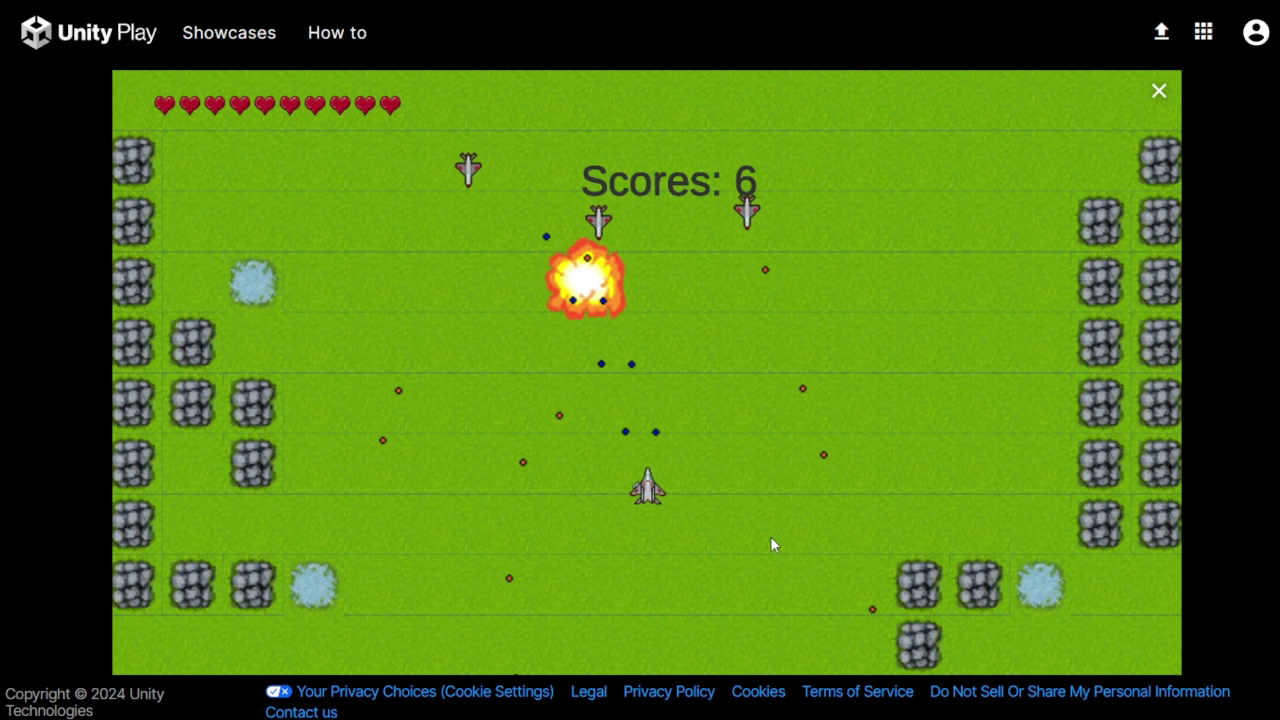 Unity Play Showcases How to
Scores: 6
Copyright © 2024 Unity
Technologies
Your Privacy Choices (Cookie Settings) Legal Privacy Policy Cookies Terms of Service Do Not Sell Or Share My Personal Information
Contact us